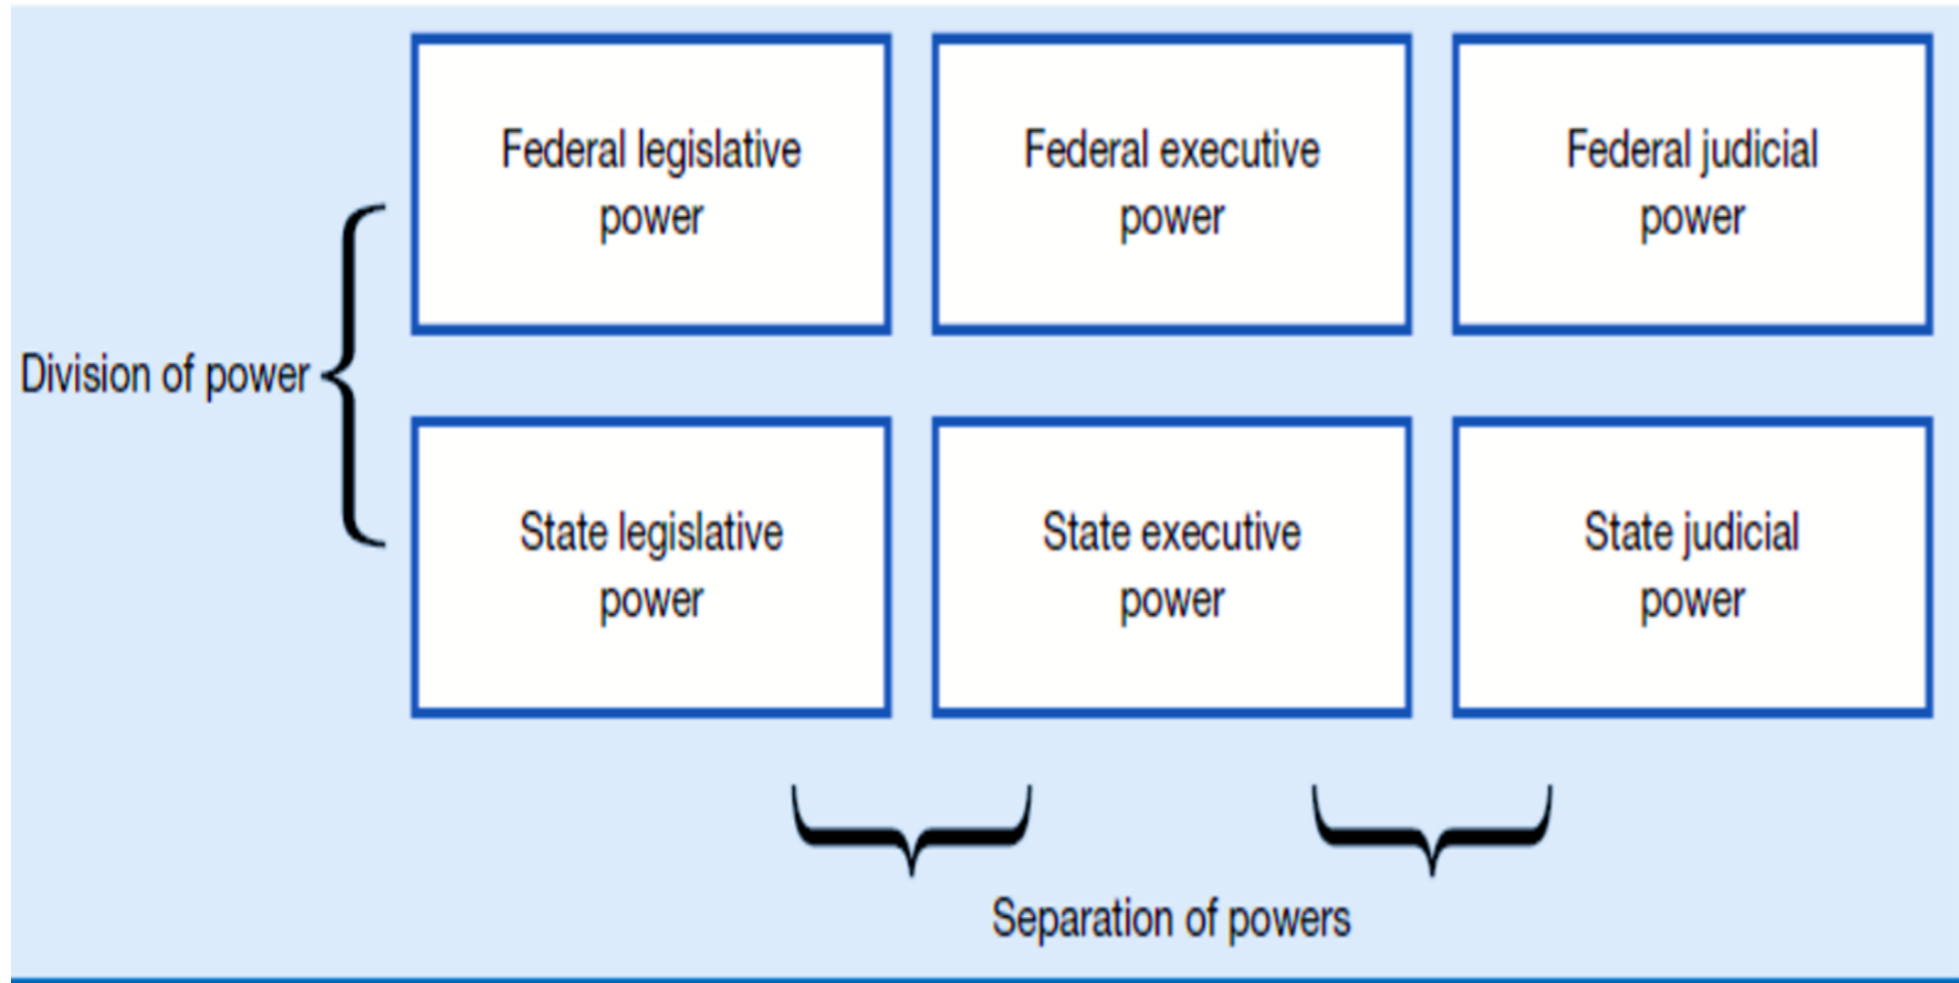 Federal legislative
power
Federal executive
power
Federal judicial
power
Division of power
State legislative
power
State executive
power
State judicial
power
Separation of powers